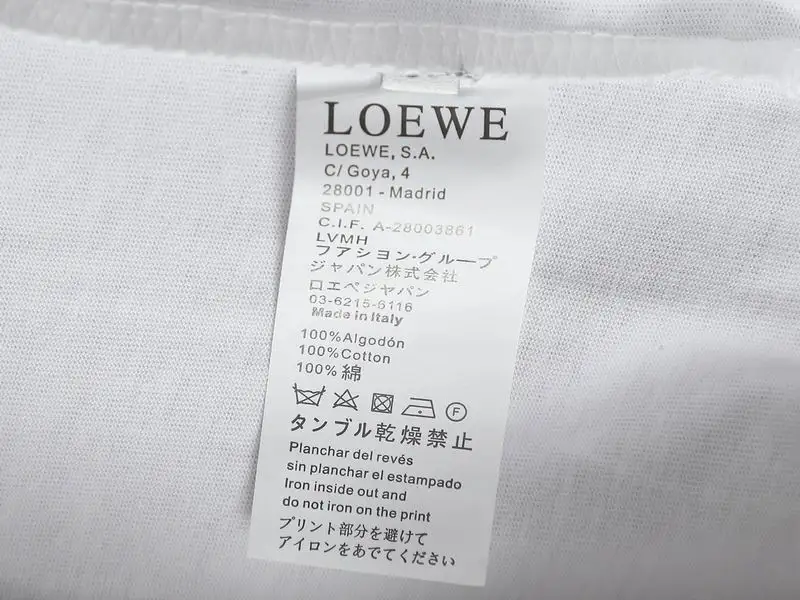 LOEWE
LOEWE, S.A.
C/ Goya, 4
28001 - Madrid
SPAIN
C.I.F. A-28003861
LVMH
フアシヨン・グループ
ジャパン株式会社
ロエベジャパン
03-6215-6116
Made in Italy
100%Algodón
100%Cotton
100% 綿
F
タンブル乾燥禁止
Planchar del revés
sin planchar el estampado
Iron inside out and
do not iron on the print
プリント部分を避けて
アイロンをあててください